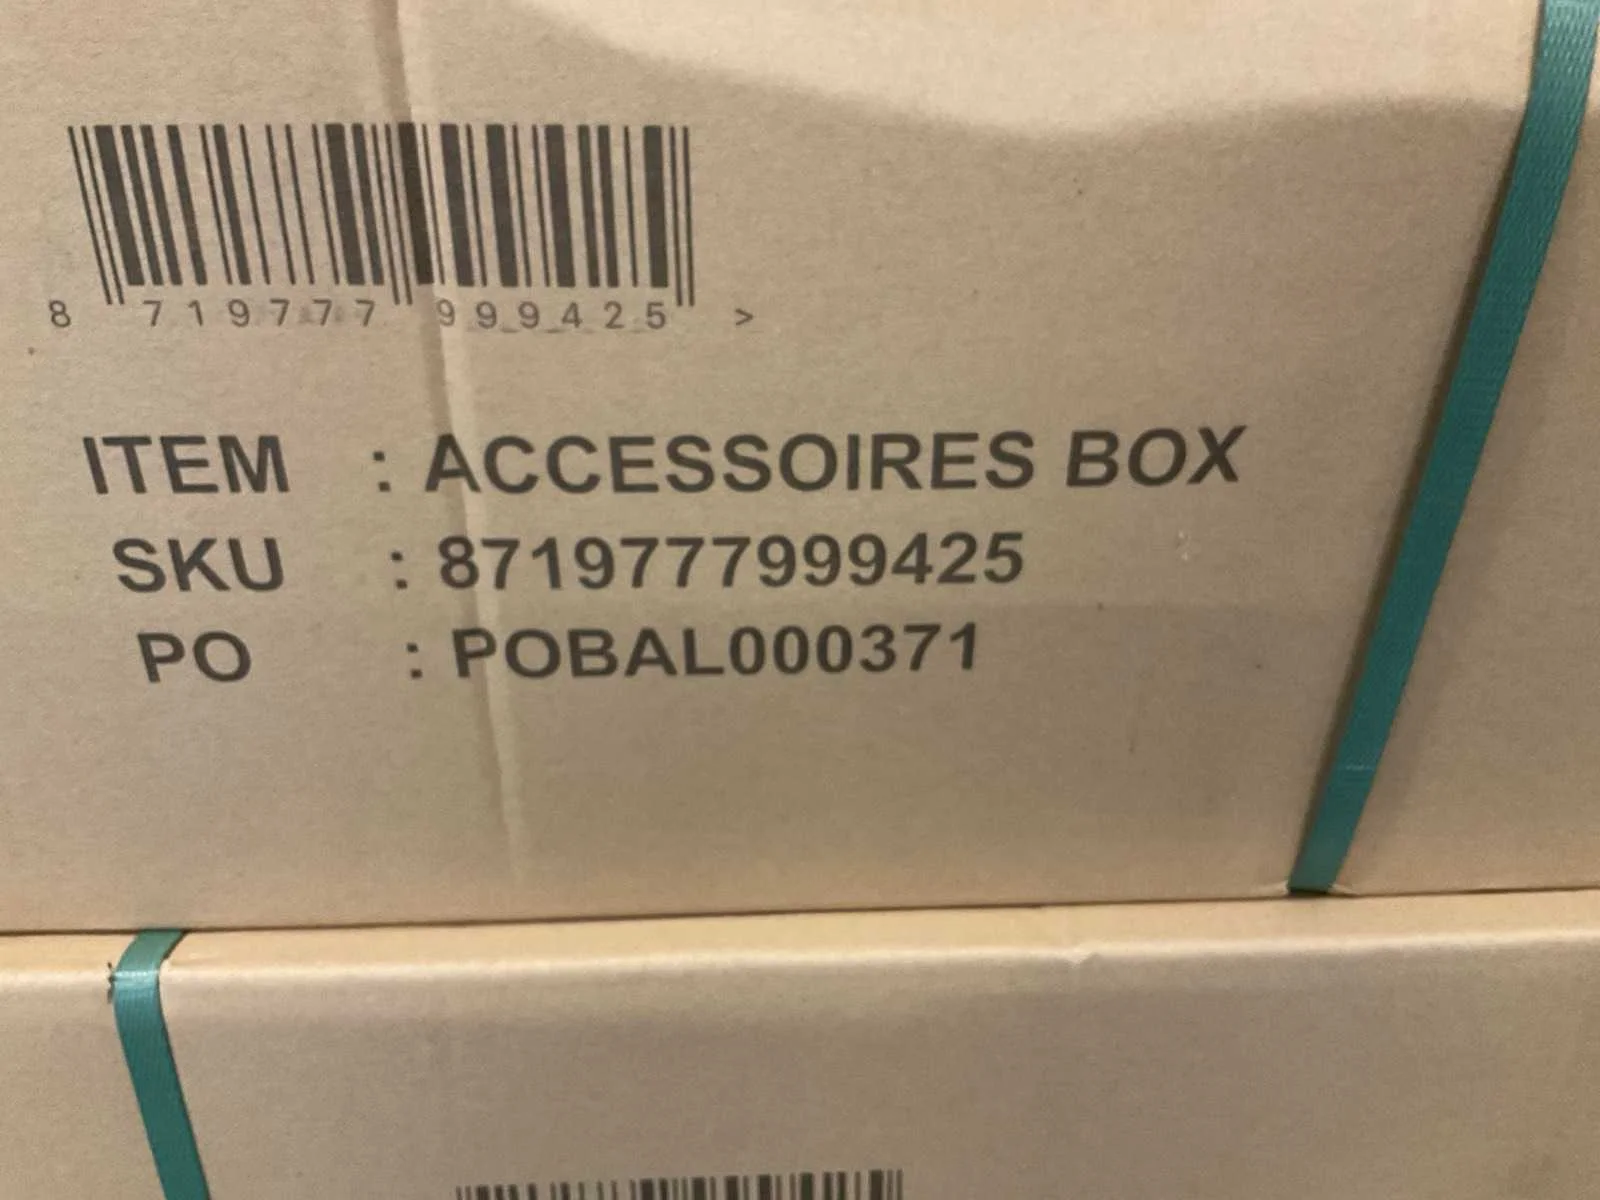 8 719777 999425 >
ITEM : ACCESSOIRES BOX
SKU : 8719777999425
PO : POBAL000371